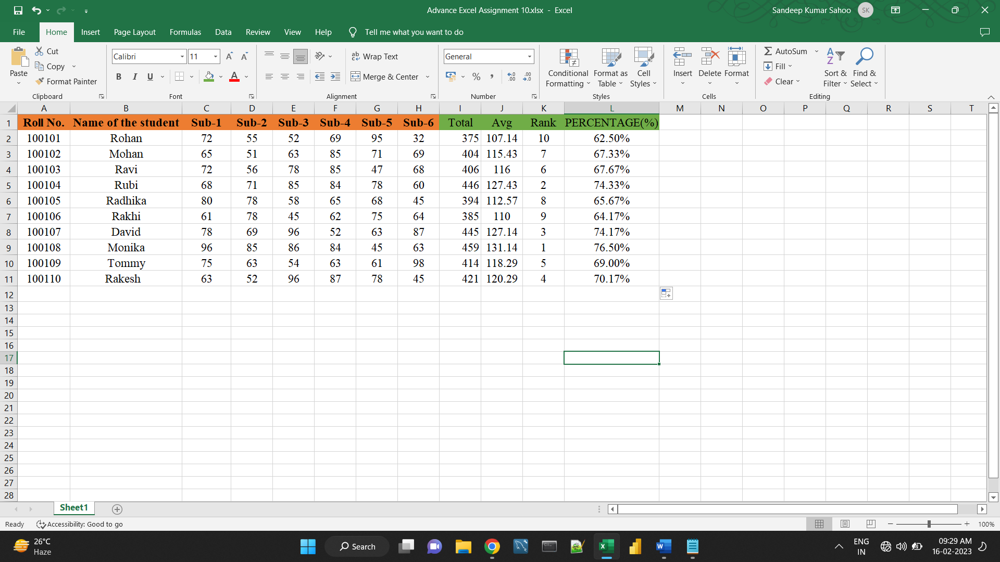 Advance Excel Assignment 10.xlsx - Excel
Sandeep Kumar Sahoo SK
File Home Insert Page Layout Formulas Data Review View Help Tell me what you want to do
Paste Cut Copy Format Painter Clipboard
Calibri 11 A A B I U A Font
ab Wrap Text Merge & Center Alignment
General % , Number
Conditional Formatting Format as Table Cell Styles Styles
Insert Delete Format Cells
AutoSum Fill Clear Sort & Filter Find & Select Editing
A B C D E F G H I J K L M N O P Q R S T
1 Roll No. Name of the student Sub-1 Sub-2 Sub-3 Sub-4 Sub-5 Sub-6 Total Avg Rank PERCENTAGE(%)
2 100101 Rohan 72 55 52 69 95 32 375 107.14 10 62.50%
3 100102 Mohan 65 51 63 85 71 69 404 115.43 7 67.33%
4 100103 Ravi 72 56 78 85 47 68 406 116 6 67.67%
5 100104 Rubi 68 71 85 84 78 60 446 127.43 2 74.33%
6 100105 Radhika 80 78 58 65 68 45 394 112.57 8 65.67%
7 100106 Rakhi 61 78 45 62 75 64 385 110 9 64.17%
8 100107 David 78 69 96 52 63 87 445 127.14 3 74.17%
9 100108 Monika 96 85 86 84 45 63 459 131.14 1 76.50%
10 100109 Tommy 75 63 54 63 61 98 414 118.29 5 69.00%
11 100110 Rakesh 63 52 96 87 78 45 421 120.29 4 70.17%
12
13
14
15
16
17
18
19
20
21
22
23
24
25
26
27
28
Sheet1
Ready Accessibility: Good to go 100%
26°C
Haze
Search
ENG
IN
09:29 AM
16-02-2023